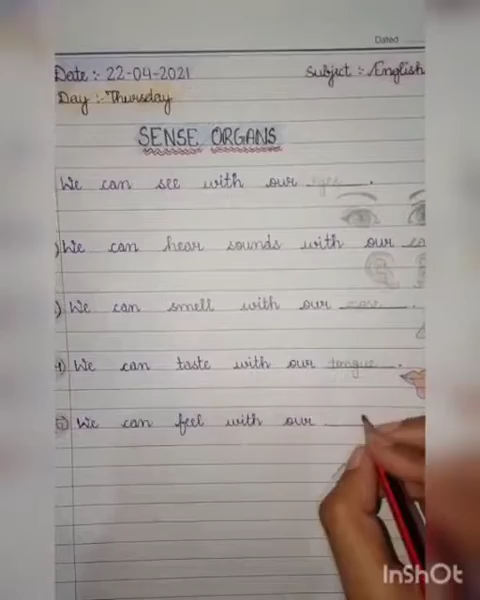 Dated
Date :- 22-04-2021 Subject :- English
Day :- Thursday
SENSE ORGANS
We can see with our eyes.
) We can hear sounds with our
) We can smell with our nose.
4) We can taste with our tongue.
5) We can feel with our
InShOt